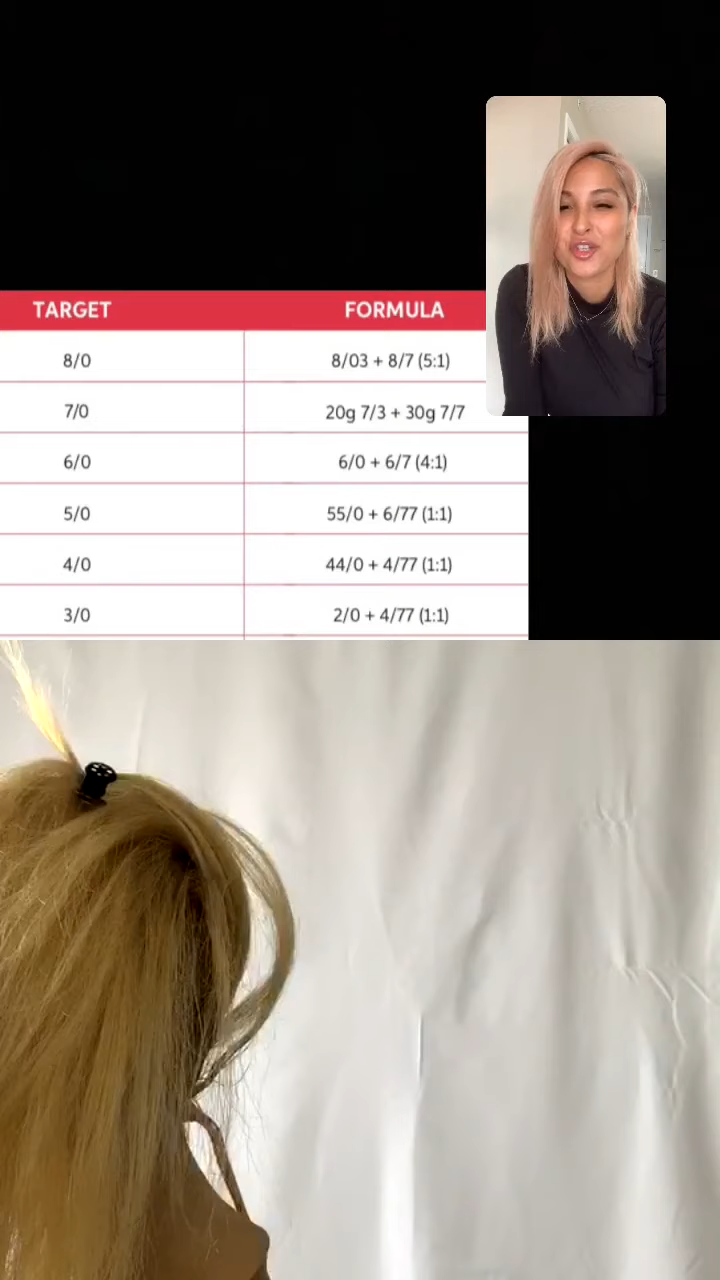 TARGET FORMULA
8/0 8/03 + 8/7 (5:1)
7/0 20g 7/3 + 30g 7/7
6/0 6/0 + 6/7 (4:1)
5/0 55/0 + 6/77 (1:1)
4/0 44/0 + 4/77 (1:1)
3/0 2/0 + 4/77 (1:1)